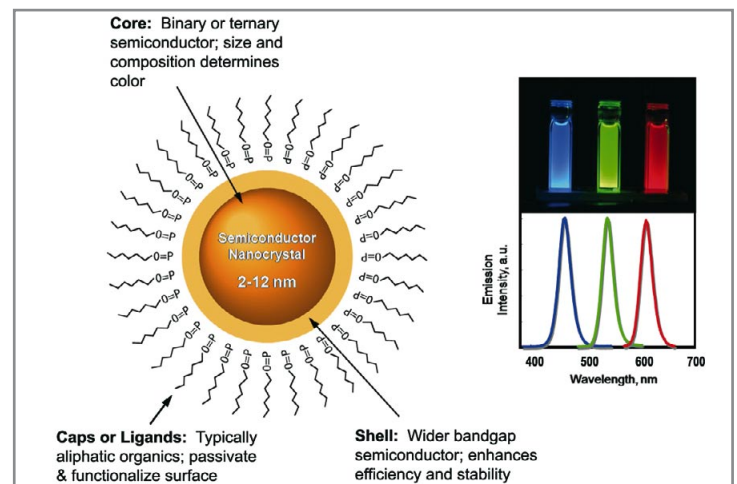 Core: Binary or ternary
semiconductor; size and
composition determines
color
Semiconductor
Nanocrystal
2-12 nm
Caps or Ligands: Typically
aliphatic organics; passivate
& functionalize surface
Shell: Wider bandgap
semiconductor; enhances
efficiency and stability
Emission
Intensity, a.u.
400 500 600 700
Wavelength, nm